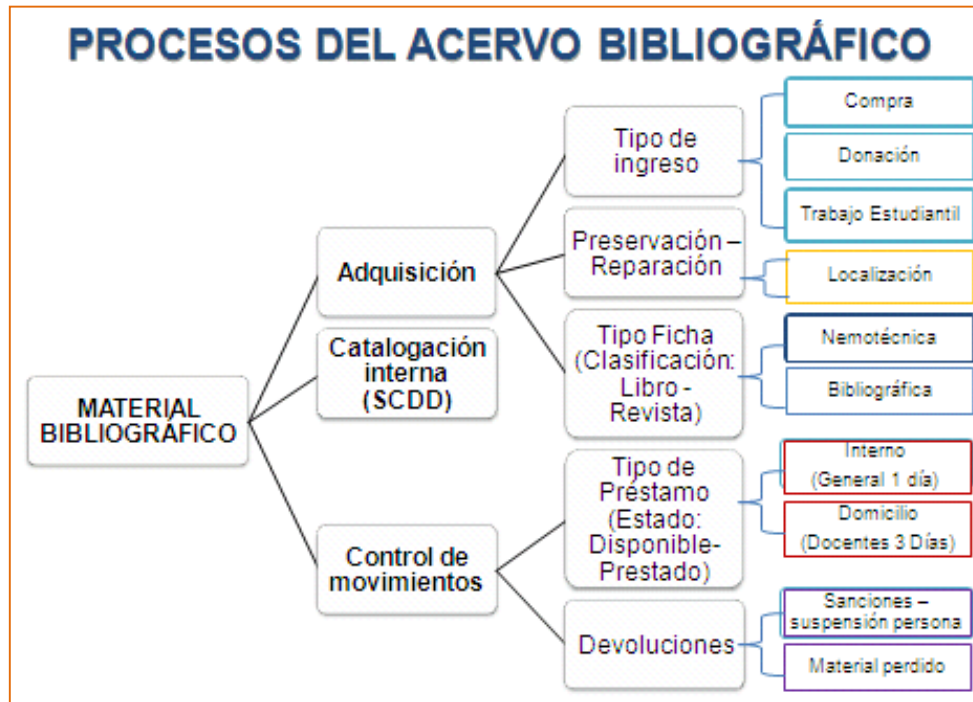 PROCESOS DEL ACERVO BIBLIOGRÁFICO
MATERIAL
BIBLIOGRÁFICO
Adquisición
Catalogación
interna
(SCDD)
Control de
movimientos
Tipo de
ingreso
Preservación –
Reparación
Tipo Ficha
(Clasificación:
Libro -
Revista)
Tipo de
Préstamo
(Estado:
Disponible-
Prestado)
Devoluciones
Compra
Donación
Trabajo Estudiantil
Localización
Nemotécnica
Bibliográfica
Interno
(General 1 día)
Domicilio
(Docentes 3 Días)
Sanciones –
suspensión persona
Material perdido